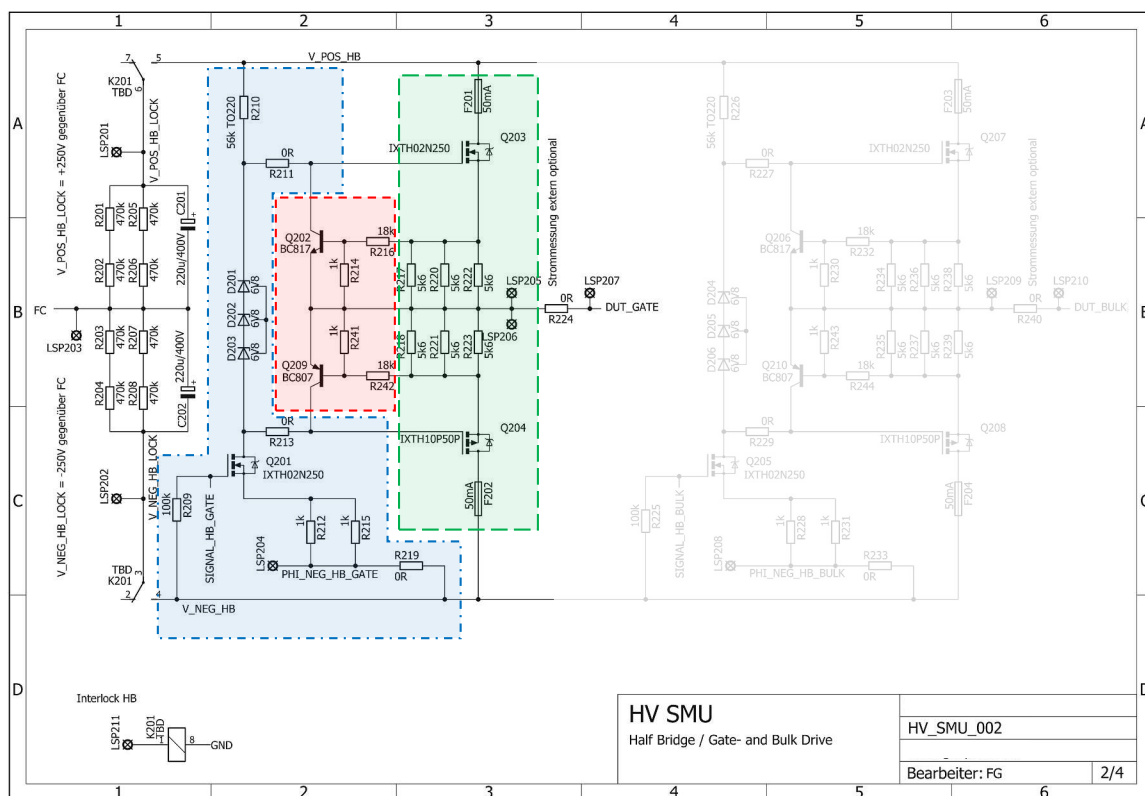 1 2 3 4 5 6
A
B
C
D
A
B
C
D
1 2 3 4 5 6
7
5
K201
TBD
6
LSP201
V_POS_HB_LOCK = +250V gegenüber FC
V_POS_HB_LOCK
R201
470k
R205
470k
C201
220u/400V
+
R202
470k
R206
470k
FC
LSP203
R203
470k
R207
470k
220u/400V
C202
+
R204
470k
R208
470k
V_NEG_HB_LOCK = -250V gegenüber FC
LSP202
V_NEG_HB_LOCK
TBD
K201
3
2
4
V_NEG_HB
V_POS_HB
56k TO220
R210
0R
R211
D201
6V8
D202
6V8
D203
6V8
0R
R213
Q201
IXTH02N250
100k
R209
SIGNAL_HB_GATE
1k
R212
1k
R215
LSP204
PHI_NEG_HB_GATE
R219
0R
Q202
BC817
1k
R214
18k
R216
1k
R241
Q209
BC807
18k
R242
F201
50mA
Q203
IXTH02N250
R217
5k6
R220
5k6
R222
5k6
R218
5k6
R221
5k6
R223
5k6
LSP205
LSP206
Strommessung extern optional
LSP207
0R
R224
DUT_GATE
Q204
IXTH10P50P
50mA
F202
56k TO220
R226
0R
R227
F203
50mA
Q207
IXTH02N250
Q206
BC817
1k
R230
18k
R232
R234
5k6
R236
5k6
R238
5k6
Strommessung extern optional
LSP209
LSP210
0R
R240
DUT_BULK
D204
6V8
D205
6V8
D206
6V8
1k
R243
R235
5k6
R237
5k6
R239
5k6
Q210
BC807
18k
R244
0R
R229
IXTH10P50P
Q208
Q205
IXTH02N250
100k
R225
SIGNAL_HB_BULK
1k
R228
1k
R231
LSP208
PHI_NEG_HB_BULK
R233
0R
50mA
F204
Interlock HB
LSP211
K201
TBD
1
8
GND
HV SMU
Half Bridge / Gate- and Bulk Drive
HV_SMU_002
Bearbeiter: FG
2/4